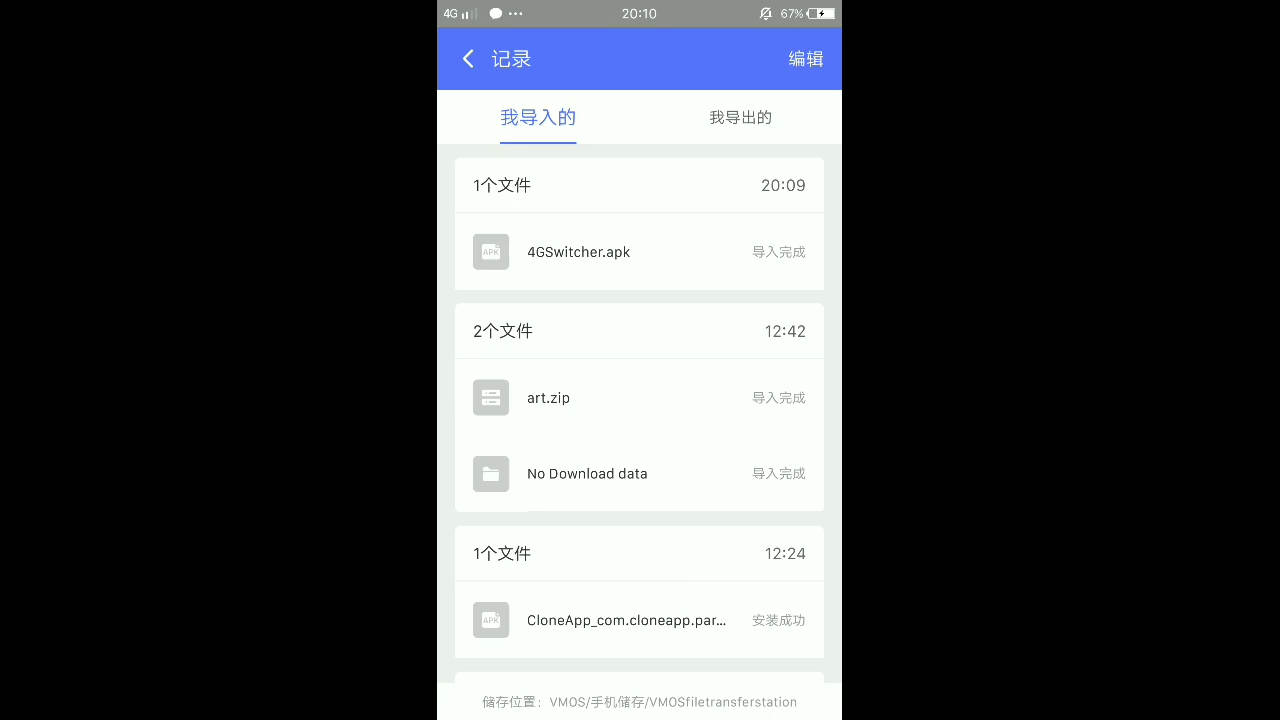 4G 20:10 67%
记录 编辑
我导入的 我导出的
1个文件 20:09
APK 4GSwitcher.apk 导入完成
2个文件 12:42
art.zip 导入完成
No Download data 导入完成
1个文件 12:24
APK CloneApp_com.cloneapp.par... 安装成功
储存位置：VMOS/手机储存/VMOSfiletransferstation